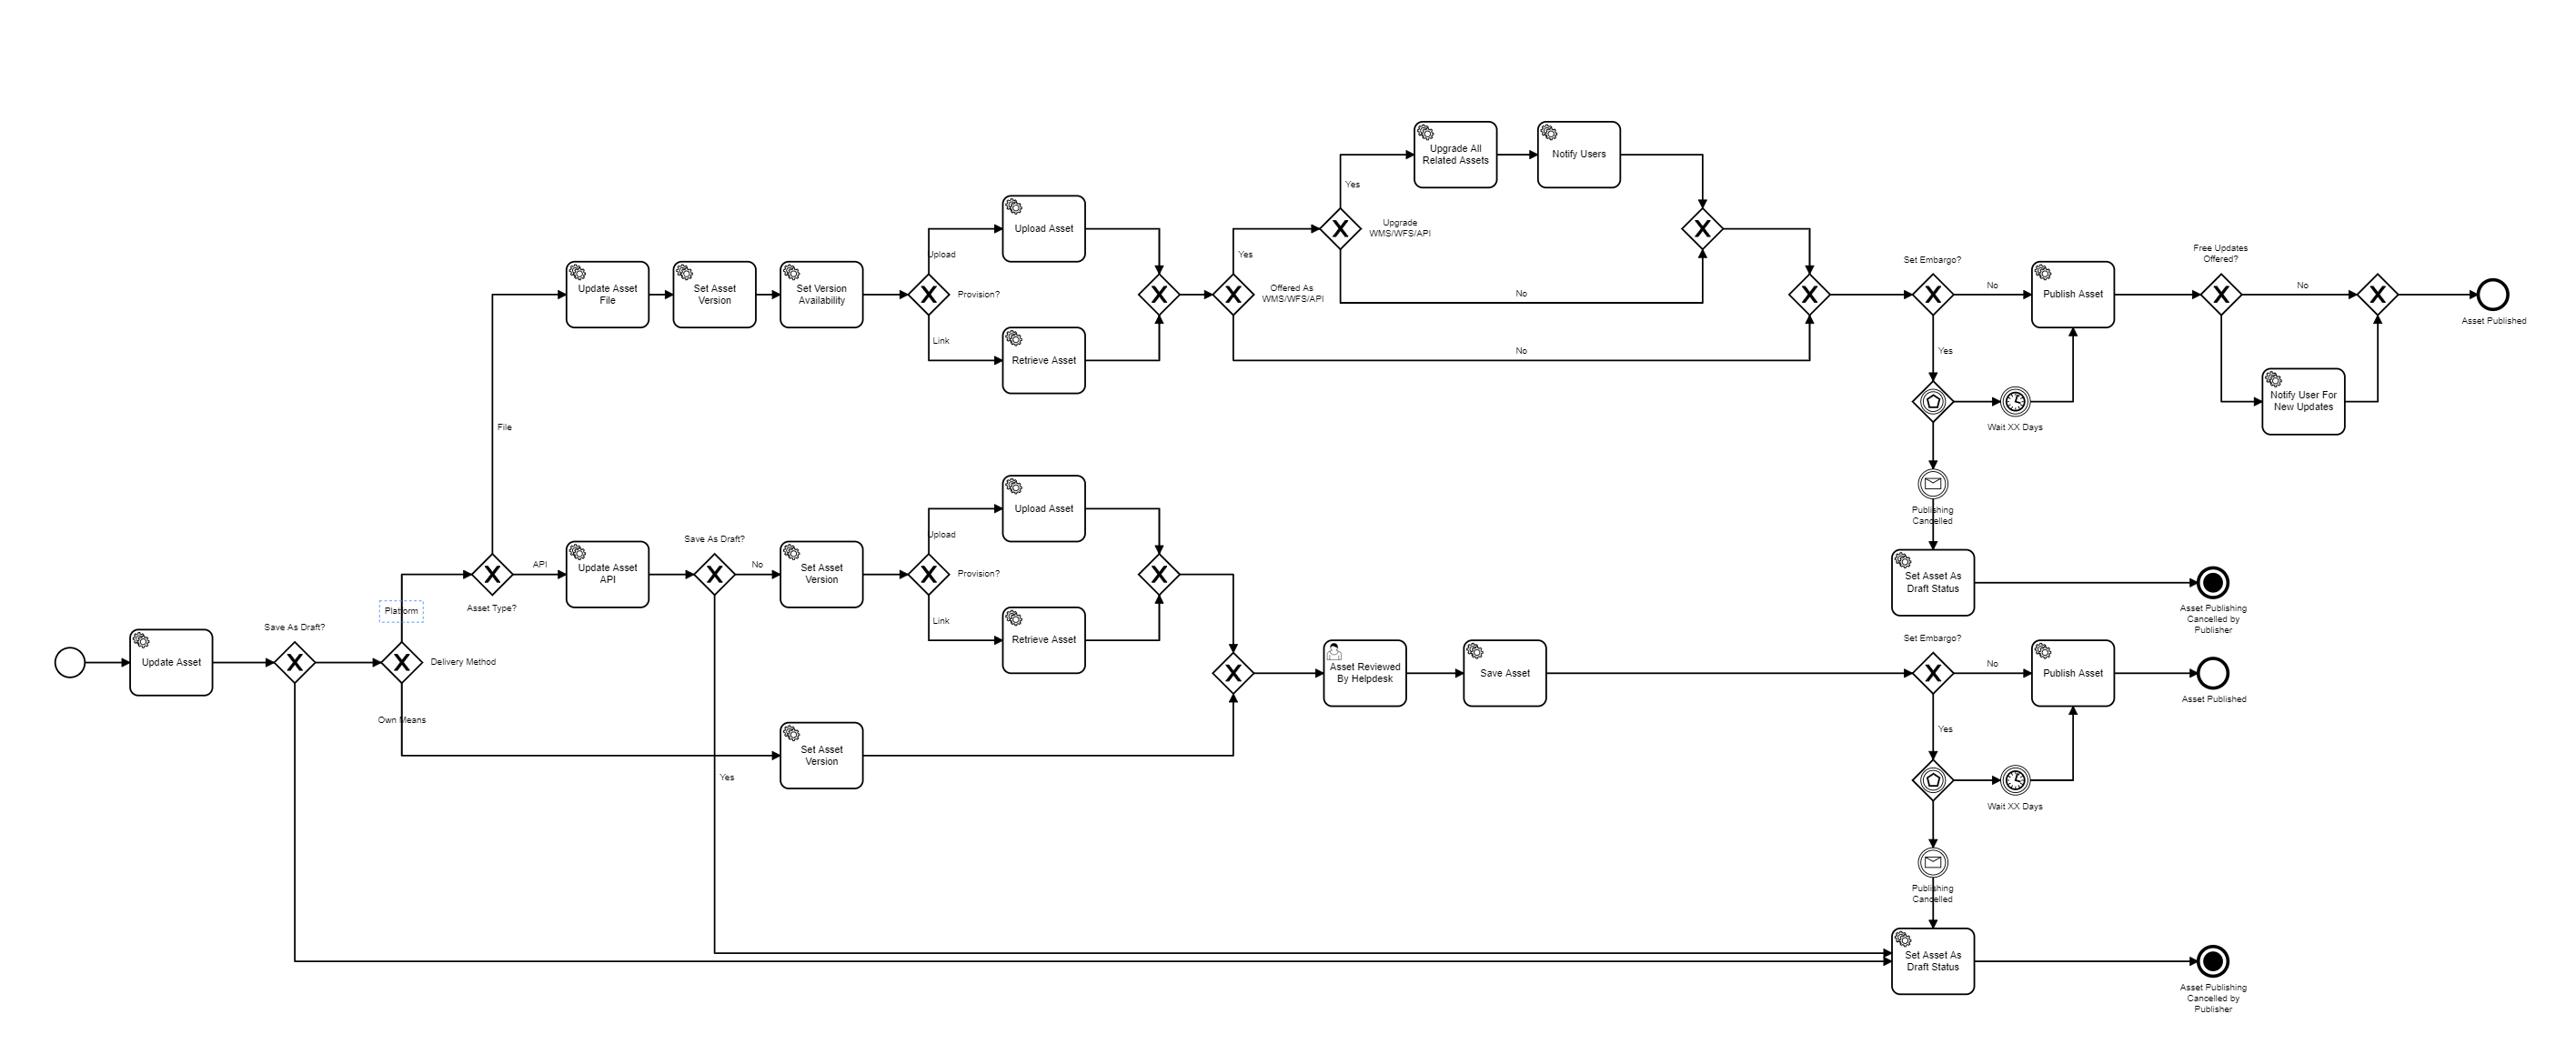 Upgrade All
Related Assets
Notify Users
Yes
Upload Asset
Upgrade
WMS/WFS/API
Upload
Yes
Free Updates
Offered?
Set Embargo?
Update Asset
File
Set Asset
Version
Set Version
Availability
Provision?
Offered As
WMS/WFS/API
No
No
Publish Asset
No
Asset Published
Link
Retrieve Asset
No
Yes
Notify User For
New Updates
File
Wait XX Days
Upload Asset
Publishing
Cancelled
Save As Draft?
Upload
API
Update Asset
API
No
Set Asset
Version
Provision?
Set Asset As
Draft Status
Platform
Asset Type?
Asset Publishing
Cancelled by
Publisher
Save As Draft?
Link
Retrieve Asset
Set Embargo?
Update Asset
Delivery Method
Asset Reviewed
By Helpdesk
Save Asset
No
Publish Asset
Asset Published
Own Means
Yes
Set Asset
Version
Yes
Wait XX Days
Publishing
Cancelled
Set Asset As
Draft Status
Asset Publishing
Cancelled by
Publisher